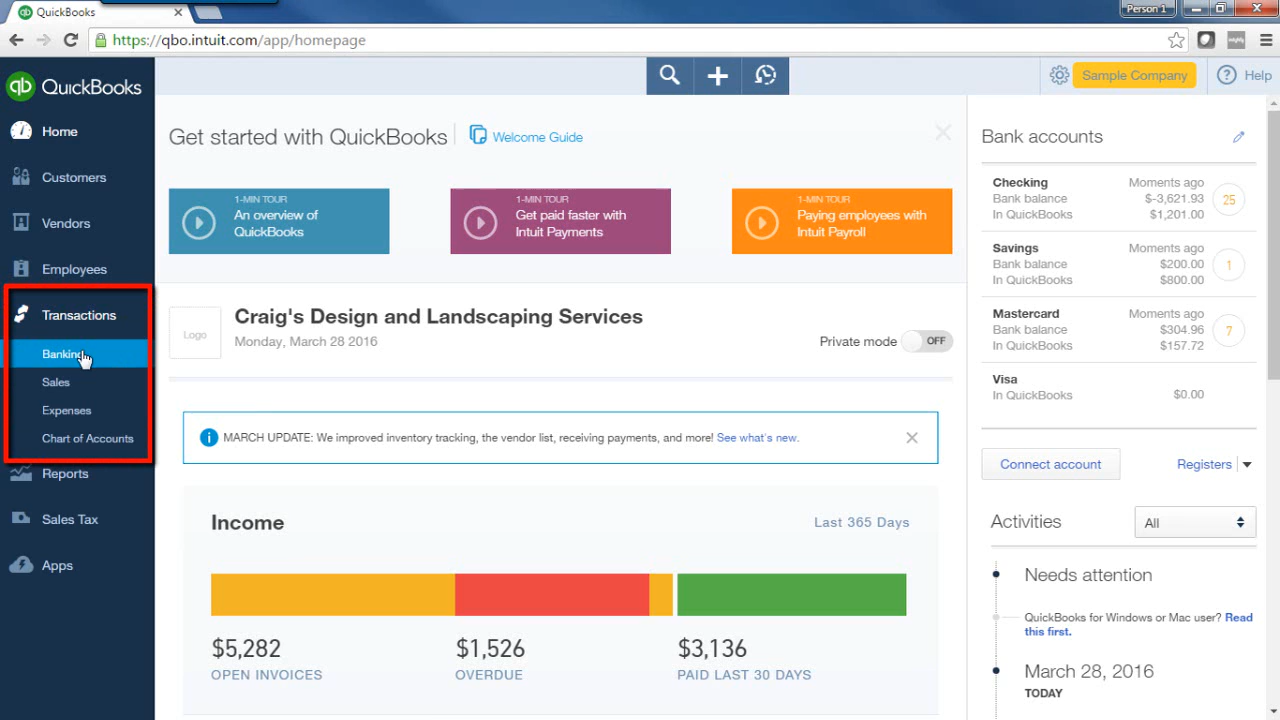 QuickBooks
Person 1
https://qbo.intuit.com/app/homepage
qb QuickBooks
Sample Company
Help
Home
Customers
Vendors
Employees
Transactions
Banking
Sales
Expenses
Chart of Accounts
Reports
Sales Tax
Apps
Get started with QuickBooks
Welcome Guide
1-MIN TOUR
An overview of
QuickBooks
1-MIN TOUR
Get paid faster with
Intuit Payments
1-MIN TOUR
Paying employees with
Intuit Payroll
Logo
Craig's Design and Landscaping Services
Monday, March 28 2016
Private mode OFF
MARCH UPDATE: We improved inventory tracking, the vendor list, receiving payments, and more! See what's new.
Income
Last 365 Days
$5,282
OPEN INVOICES
$1,526
OVERDUE
$3,136
PAID LAST 30 DAYS
Bank accounts
Checking Moments ago
Bank balance $-3,621.93
In QuickBooks $1,201.00
25
Savings Moments ago
Bank balance $200.00
In QuickBooks $800.00
1
Mastercard Moments ago
Bank balance $304.96
In QuickBooks $157.72
7
Visa
In QuickBooks $0.00
Connect account
Registers
Activities
All
Needs attention
QuickBooks for Windows or Mac user? Read
this first.
March 28, 2016
TODAY